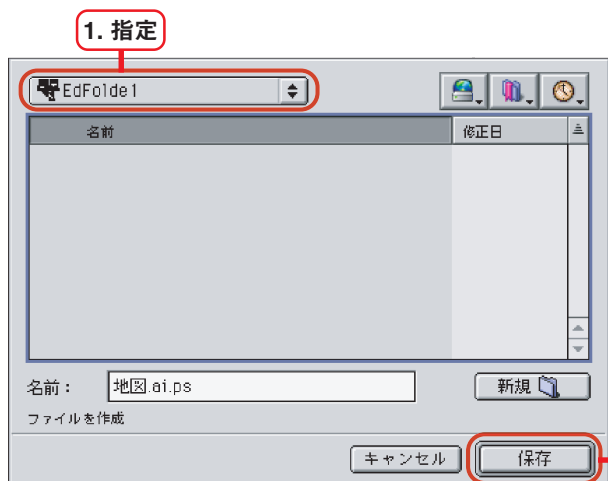 1. 指定
EdFolde1
名前 修正日
名前： 地図.ai.ps 新規
ファイルを作成
キャンセル 保存